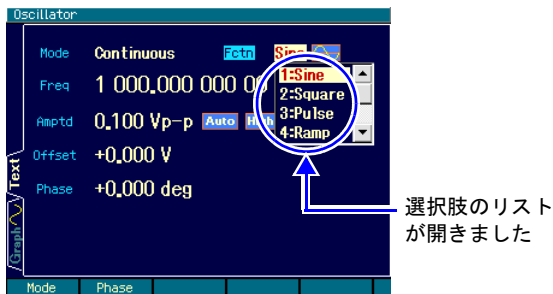 Oscillator
Mode Continuous Fctn Sine
Freq 1 000.000 000 00
1:Sine
2:Square
3:Pulse
4:Ramp
Amptd 0.100 Vp-p Auto High
Offset +0.000 V
Phase +0.000 deg
Text
Graph
Mode Phase
選択肢のリスト
が開きました